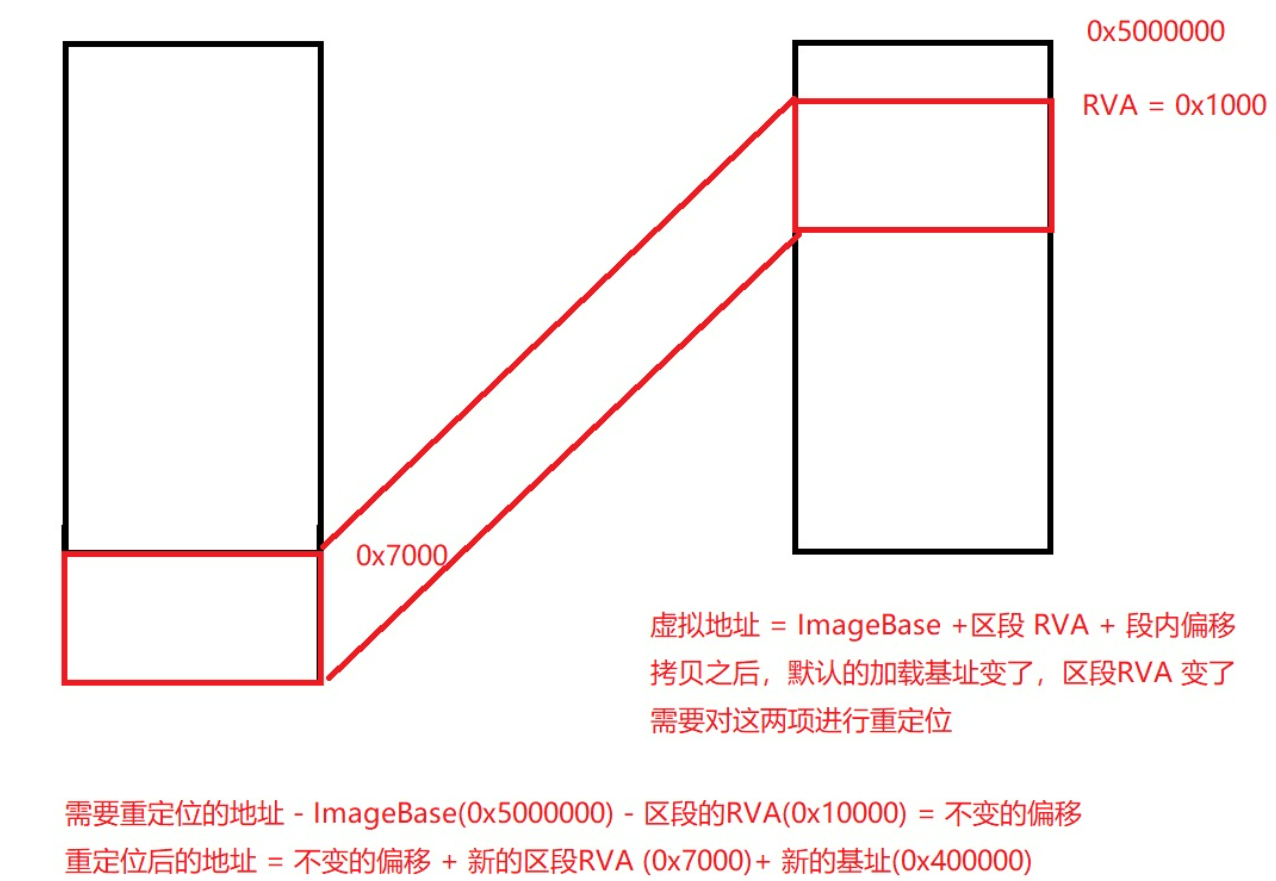 0x5000000
RVA = 0x1000
0x7000
虚拟地址 = ImageBase +区段 RVA + 段内偏移
拷贝之后，默认的加载基址变了，区段RVA 变了
需要对这两项进行重定位
需要重定位的地址 - ImageBase(0x5000000) - 区段的RVA(0x10000) = 不变的偏移
重定位后的地址 = 不变的偏移 + 新的区段RVA (0x7000)+ 新的基址(0x400000)